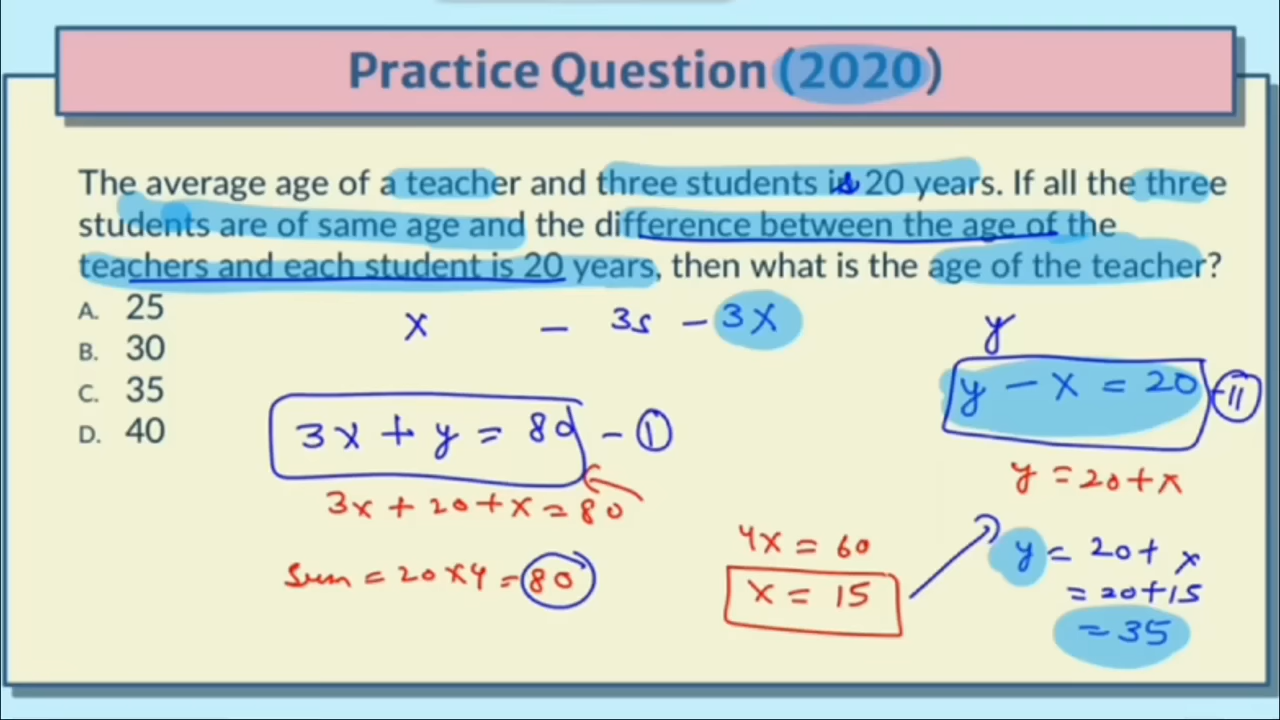 Practice Question (2020)
The average age of a teacher and three students is 20 years. If all the three
students are of same age and the difference between the age of the
teachers and each student is 20 years, then what is the age of the teacher?
A. 25
B. 30
C. 35
D. 40
x - 3s - 3x
y
y - x = 20 - II
3x + y = 80 - 1
y = 20 + x
3x + 20 + x = 80
4x = 60
y = 20 + x
sum = 20 x 4 = 80
x = 15
= 20 + 15
= 35